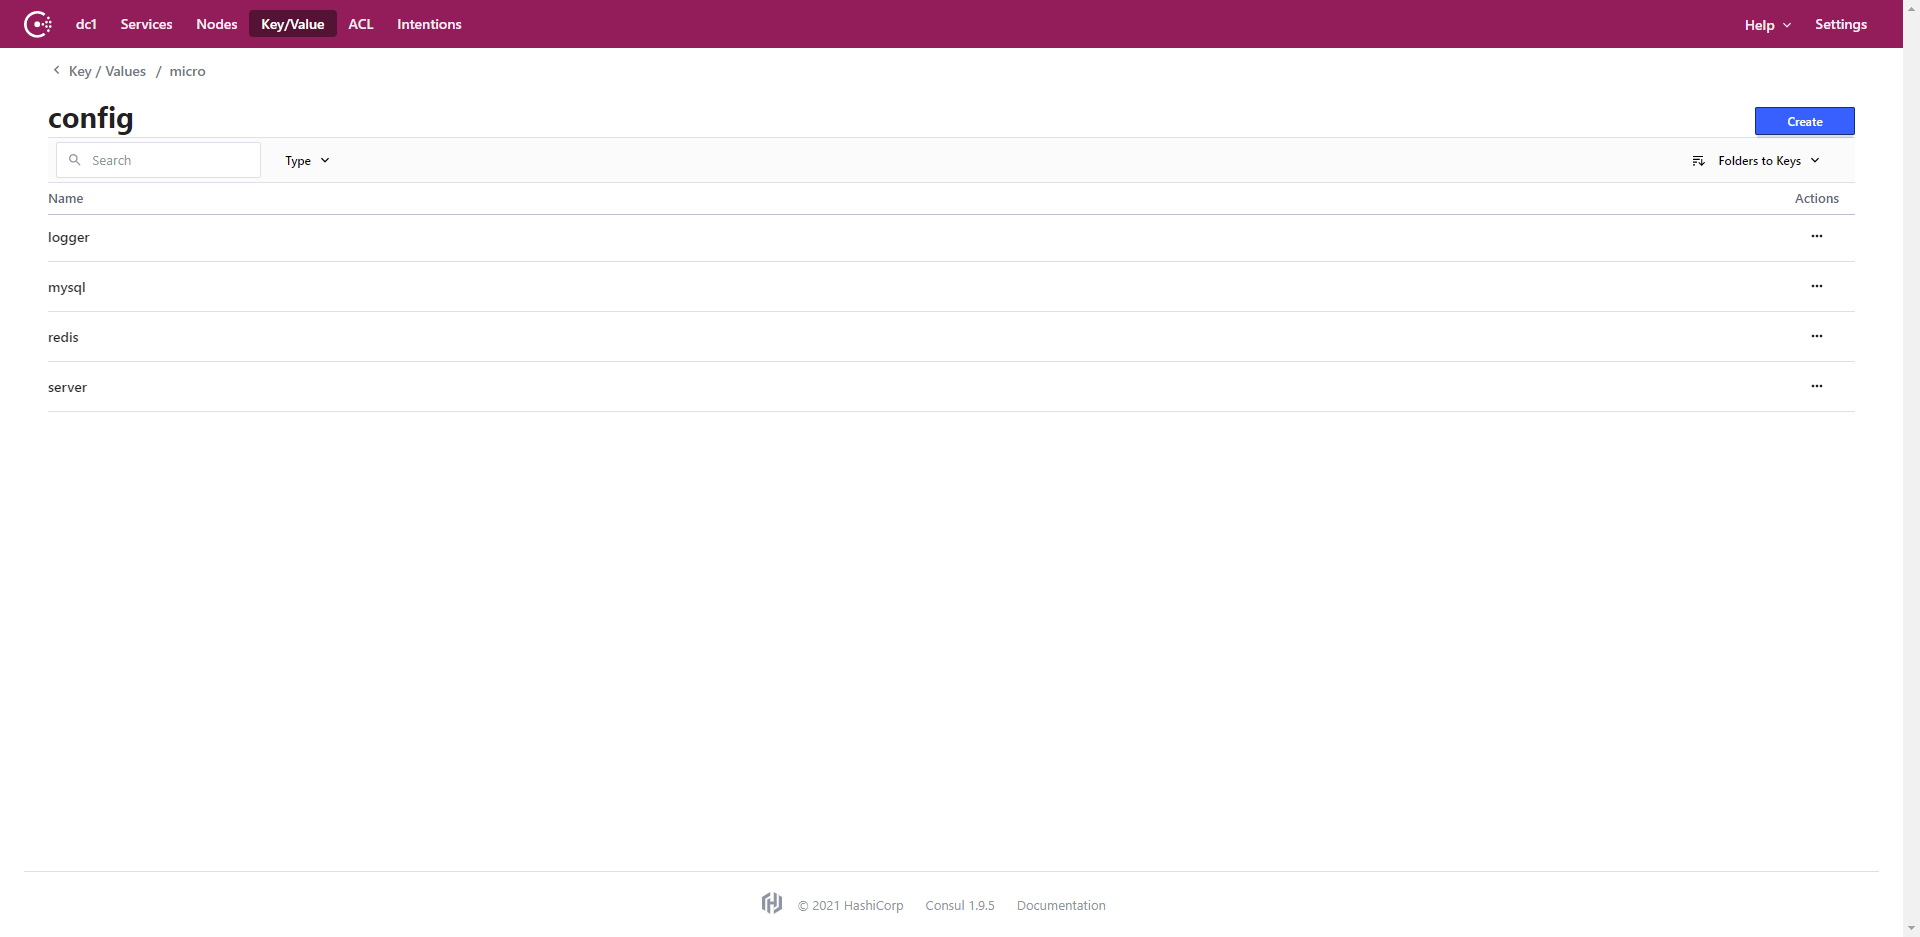 dc1 Services Nodes Key/Value ACL Intentions Help Settings
Key / Values / micro
config
Create
Search Type Folders to Keys
Name Actions
logger
mysql
redis
server
© 2021 HashiCorp Consul 1.9.5 Documentation